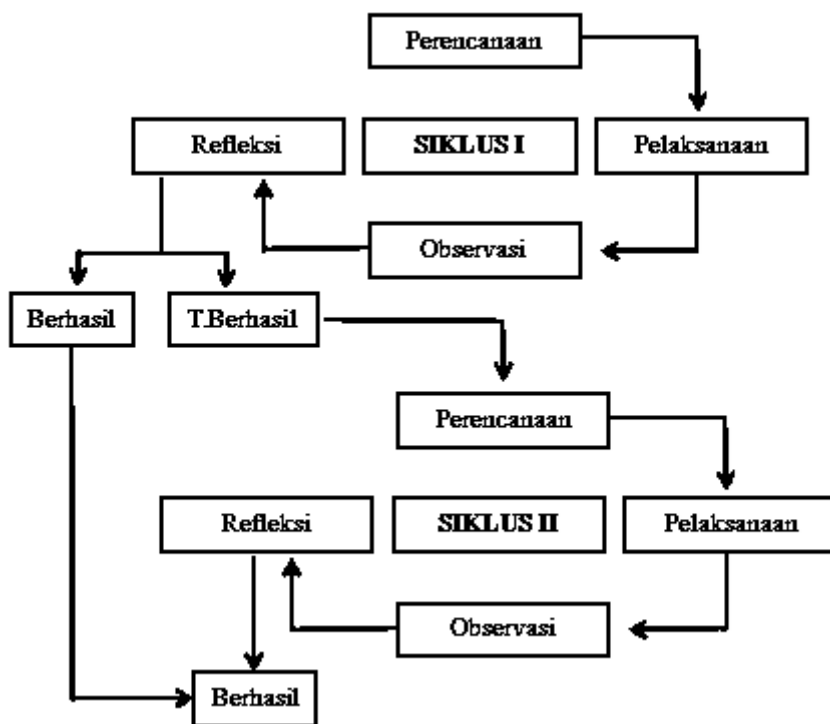 Perencanaan
Refleksi
SIKLUS I
Pelaksanaan
Observasi
Berhasil
T.Berhasil
Perencanaan
Refleksi
SIKLUS II
Pelaksanaan
Observasi
Berhasil